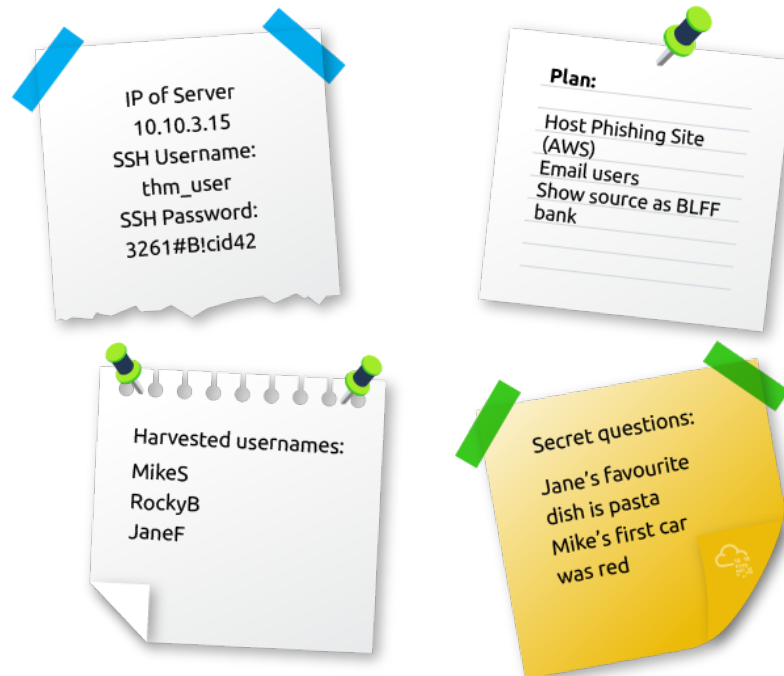 IP of Server
10.10.3.15
SSH Username:
thm_user
SSH Password:
3261#B!cid42
Plan:
Host Phishing Site
(AWS)
Email users
Show source as BLFF
bank
Harvested usernames:
MikeS
RockyB
JaneF
Secret questions:
Jane's favourite
dish is pasta
Mike's first car
was red